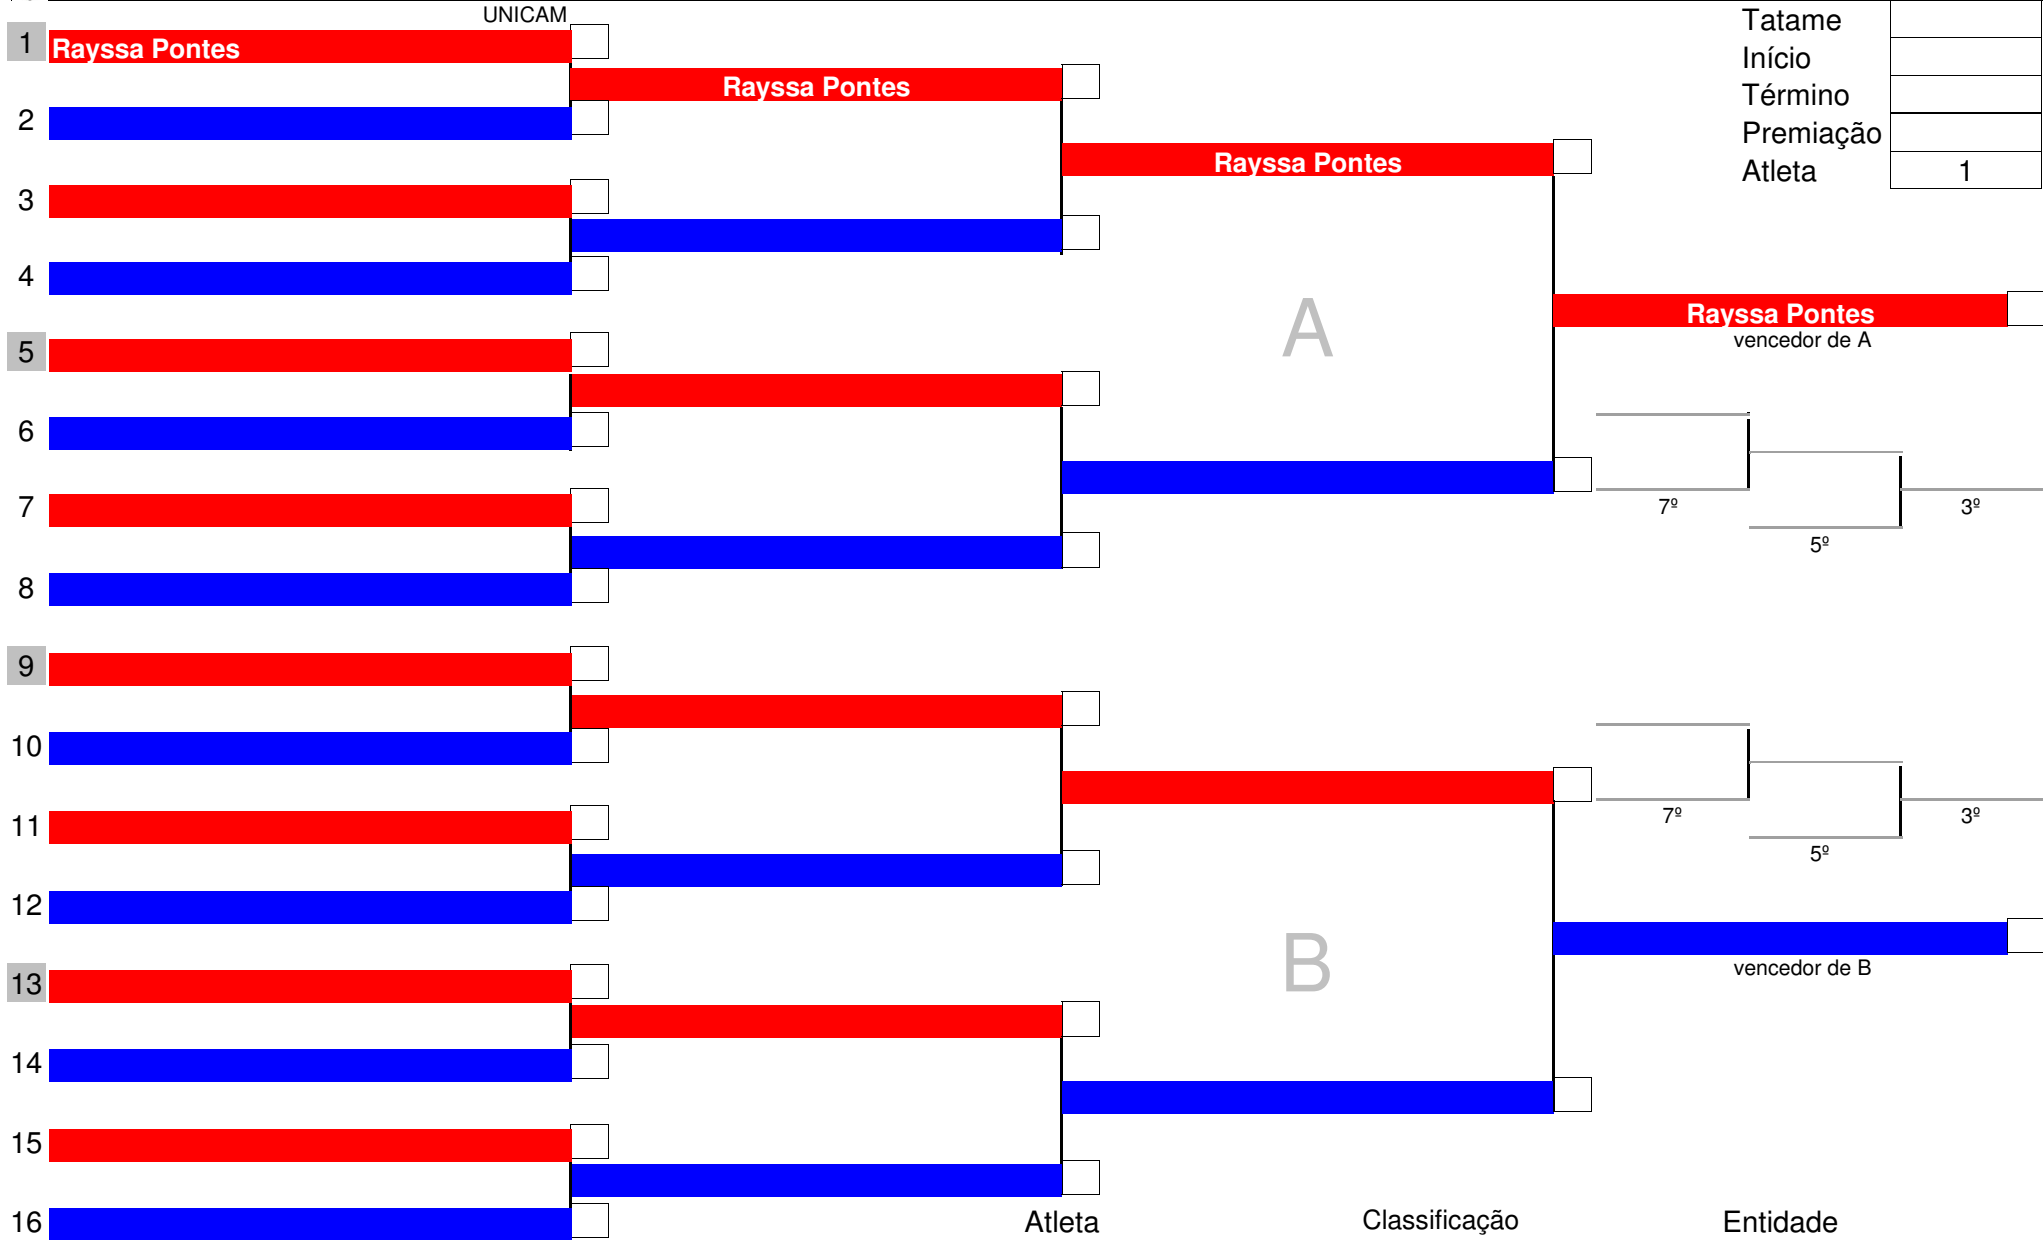 UNICAM
Tatame
1 Rayssa Pontes
Início
Rayssa Pontes
Término
2
Premiação
Rayssa Pontes
Atleta 1
3
4
A
Rayssa Pontes
vencedor de A
5
6
7
7º 3º
5º
8
9
10
11
7º 3º
5º
12
B
13
vencedor de B
14
15
16
Atleta Classificação Entidade